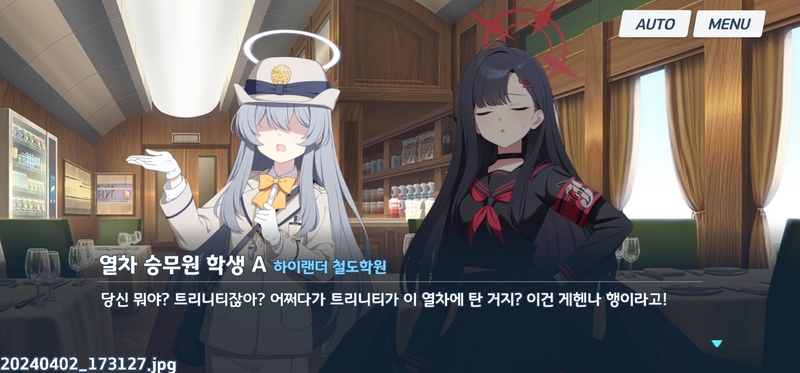 AUTO
MENU
열차 승무원 학생 A 하이랜더 철도학원
당신 뭐야? 트리니티잖아? 어쩌다가 트리니티가 이 열차에 탄 거지? 이건 게헨나 행이라고!
20240402_173127.jpg